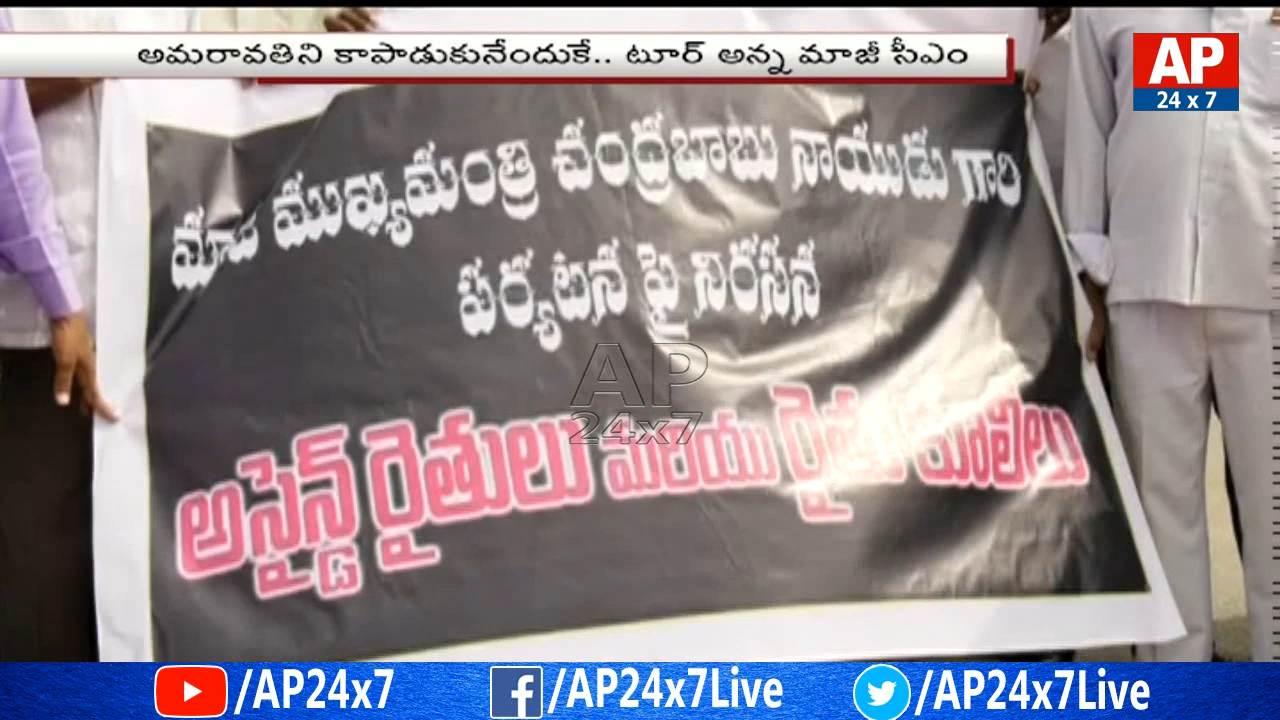 అమరావతిని కాపాడుకునేందుకే.. టూర్ అన్న మాజీ సీఎం
AP
24 x 7
ముఖ్యమంత్రి చంద్రబాబు నాయుడు గారి
పర్యటన పై నిరసన
AP
24x7
అసైన్డ్ రైతులు మరియు రైతు కూలీలు
/AP24x7
/AP24x7Live
/AP24x7Live